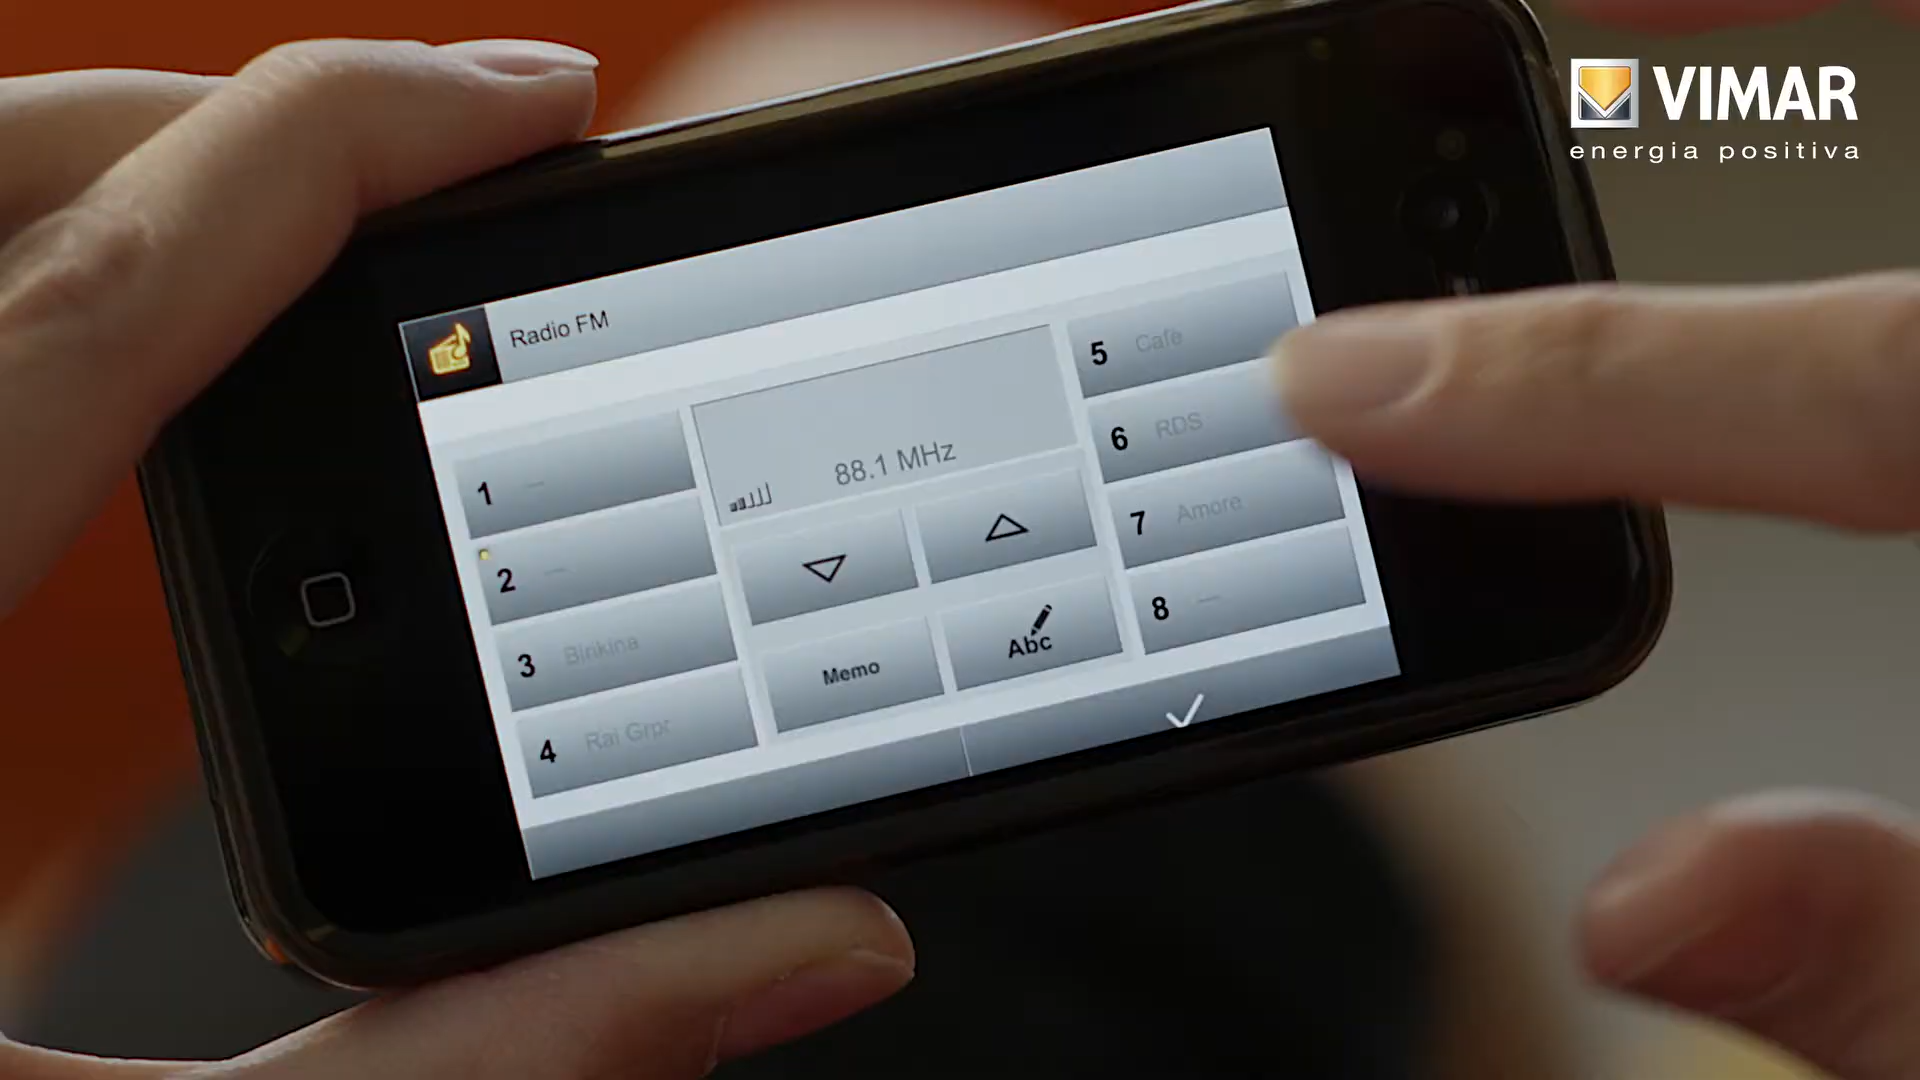 VIMAR
energia positiva
Radio FM
88.1 MHz
1 —
2 —
3 Birikina
4 Rai Grpr
5 Cafe
6 RDS
7 Amore
8 —
Memo
Abc